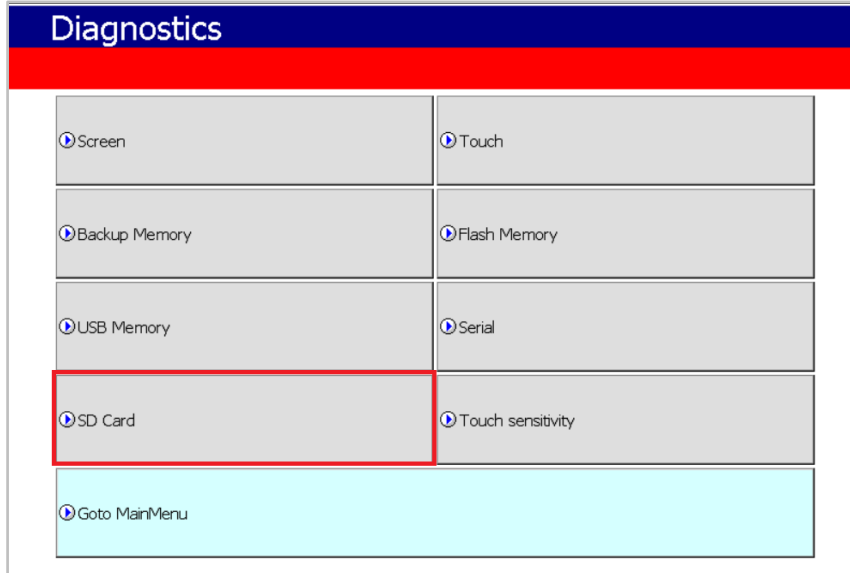 Diagnostics
Screen
Touch
Backup Memory
Flash Memory
USB Memory
Serial
SD Card
Touch sensitivity
Goto MainMenu